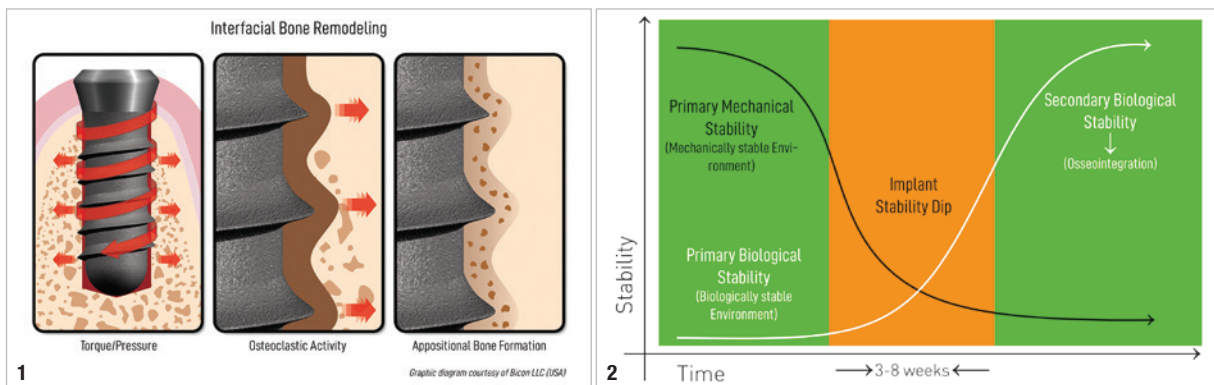 Interfacial Bone Remodeling
Torque/Pressure
Osteoclastic Activity
Appositional Bone Formation
Graphic diagram courtesy of Bicon LLC (USA)
1
Stability
Primary Mechanical
Stability
(Mechanically stable Envi-
ronment)
Primary Biological
Stability
(Biologically stable
Environment)
Implant
Stability Dip
Secondary Biological
Stability
(Osseointegration)
2
Time
3-8 weeks